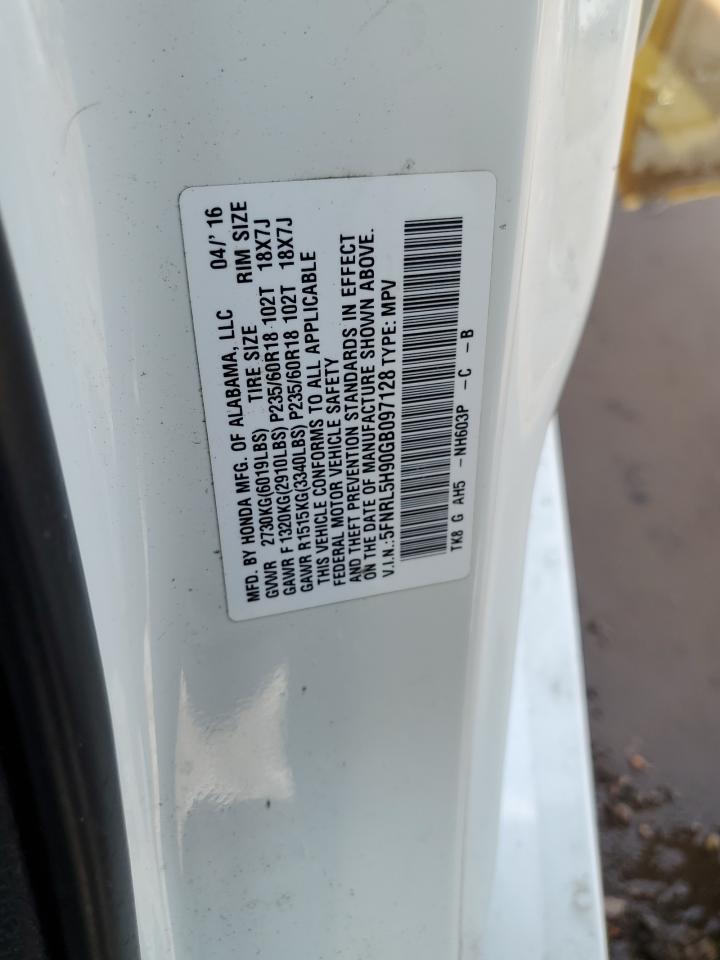 MFD. BY HONDA MFG. OF ALABAMA, LLC 04/' 16
GVWR 2730KG(6019LBS) TIRE SIZE RIM SIZE
GAWR F 1320KG(2910LBS) P235/60R18 102T 18X7J
GAWR R1515KG(3340LBS) P235/60R18 102T 18X7J
THIS VEHICLE CONFORMS TO ALL APPLICABLE
FEDERAL MOTOR VEHICLE SAFETY
AND THEFT PREVENTION STANDARDS IN EFFECT
ON THE DATE OF MANUFACTURE SHOWN ABOVE.
V.I.N.:5FNRL5H90GB097128 TYPE: MPV
TK8 G AH5 -NH603P -C -B